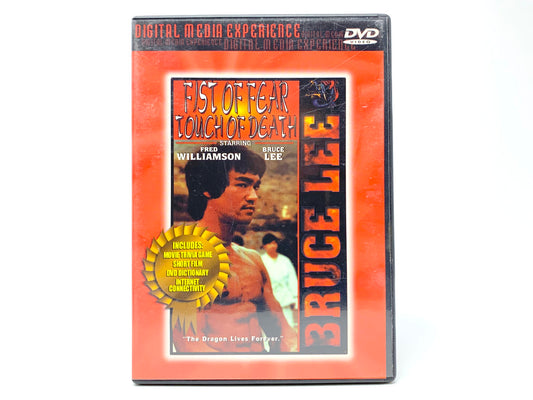 DIGITAL MEDIA EXPERIENCE
DIGITAL MEDIA EXPERIENCE
DVD
VIDEO
FIST OF FEAR
TOUCH OF DEATH
STARRING
FRED WILLIAMSON
BRUCE LEE
BRUCE LEE
INCLUDES:
MOVIE TRIVIA GAME
SHORT FILM
DVD DICTIONARY
INTERNET
CONNECTIVITY
"The Dragon Lives Forever."